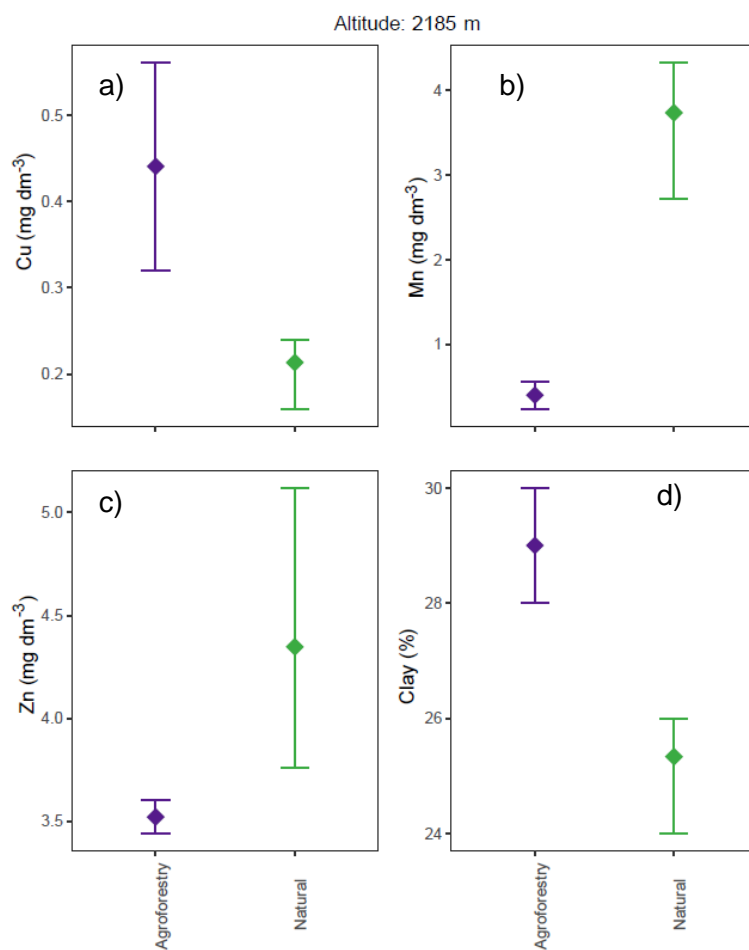 Altitude: 2185 m
a)
Cu (mg dm-3)
0.5
0.4
0.3
0.2
b)
Mn (mg dm-3)
4
3
2
1
c)
Zn (mg dm-3)
5.0
4.5
4.0
3.5
Agroforestry
Natural
d)
Clay (%)
30
28
26
24
Agroforestry
Natural